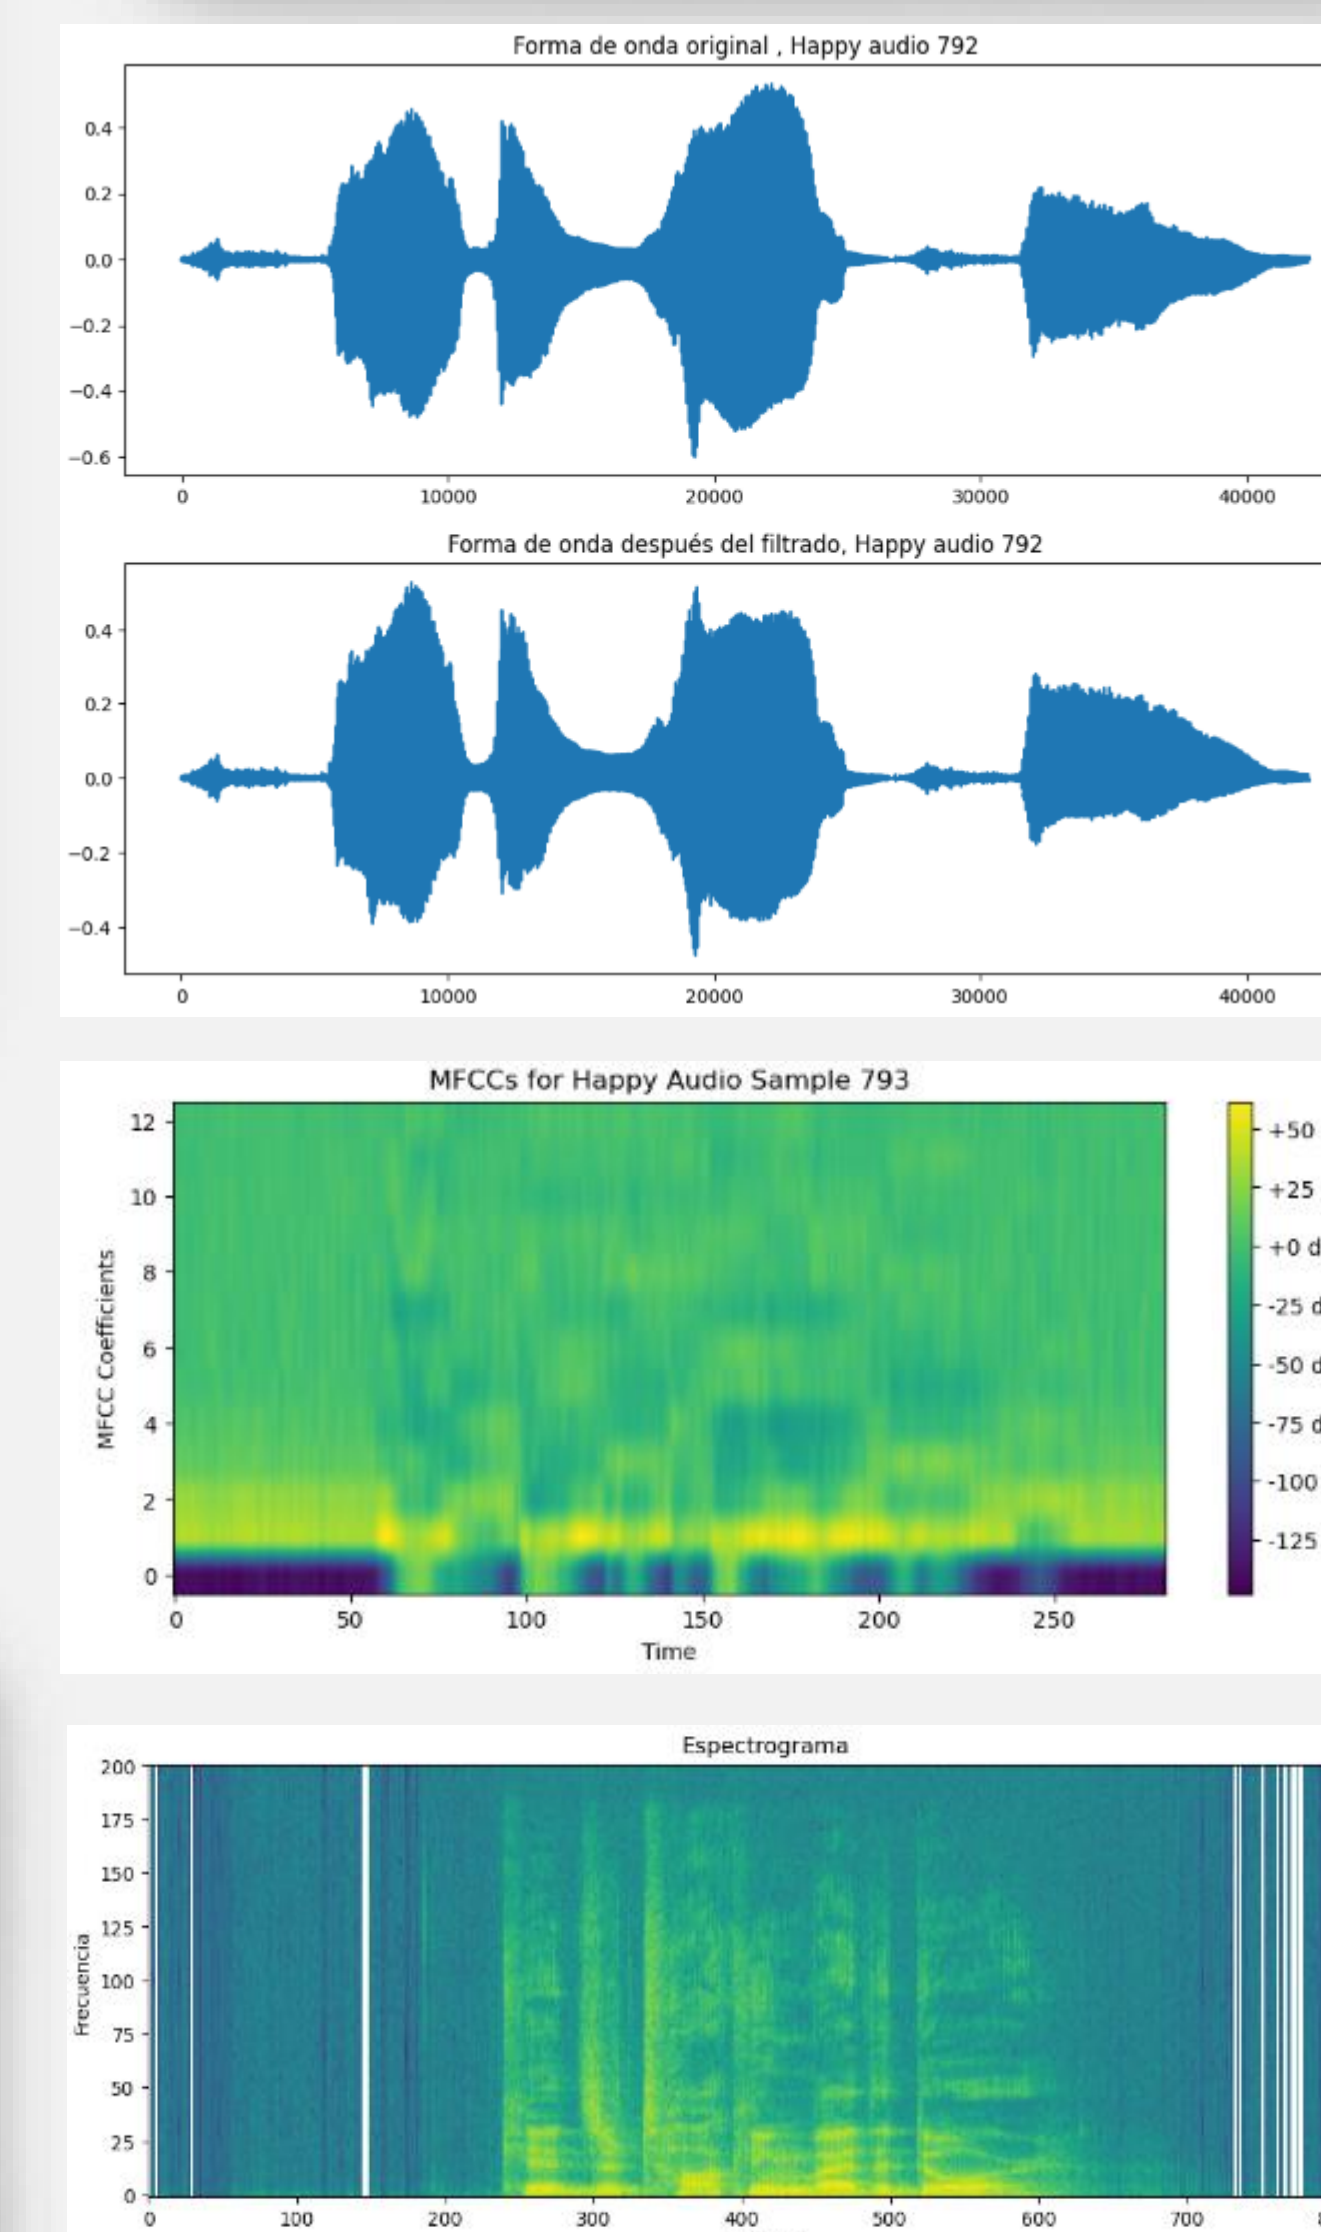 Forma de onda original , Happy audio 792
0.4
0.2
0.0
−0.2
−0.4
−0.6
0 10000 20000 30000 40000
Forma de onda después del filtrado, Happy audio 792
0.4
0.2
0.0
−0.2
−0.4
0 10000 20000 30000 40000
MFCCs for Happy Audio Sample 793
MFCC Coefficients
12
10
8
6
4
2
0
0 50 100 150 200 250
Time
+50
+25
+0 d
-25 d
-50 d
-75 d
-100
-125
Espectrograma
Frecuencia
200
175
150
125
100
75
50
25
0
0 100 200 300 400 500 600 700